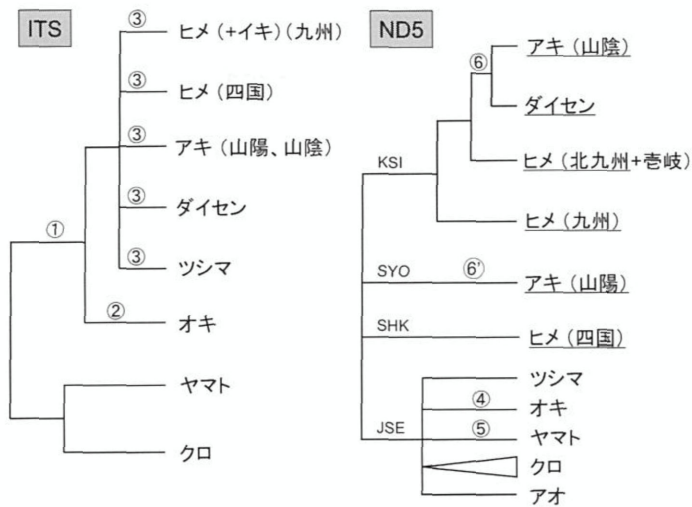 ITS
③
ヒメ（+イキ）（九州）
③
ヒメ（四国）
③
アキ（山陽、山陰）
③
ダイセン
③
ツシマ
①
②
オキ
ヤマト
クロ
ND5
アキ（山陰）
⑥
ダイセン
ヒメ（北九州+壱岐）
KSI
ヒメ（九州）
SYO
⑥'
アキ（山陽）
SHK
ヒメ（四国）
ツシマ
④
オキ
JSE
⑤
ヤマト
クロ
アオ